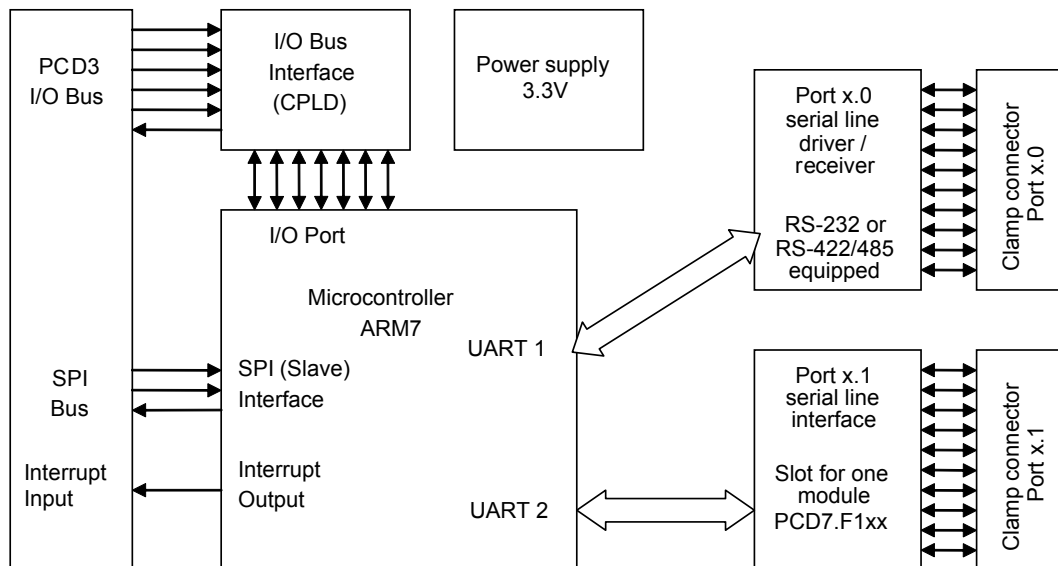 PCD3
I/O Bus
SPI
Bus
Interrupt
Input
I/O Bus
Interface
(CPLD)
Power supply
3.3V
I/O Port
Microcontroller
ARM7
UART 1
SPI (Slave)
Interface
Interrupt
Output
UART 2
Port x.0
serial line
driver /
receiver
RS-232 or
RS-422/485
equipped
Clamp connector
Port x.0
Port x.1
serial line
interface
Slot for one
module
PCD7.F1xx
Clamp connector
Port x.1